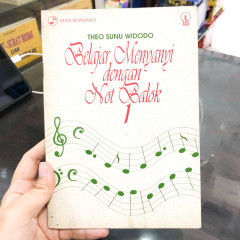 THEO SUNU WIDODO
Belajar Menyanyi
dengan
Not Balok
1